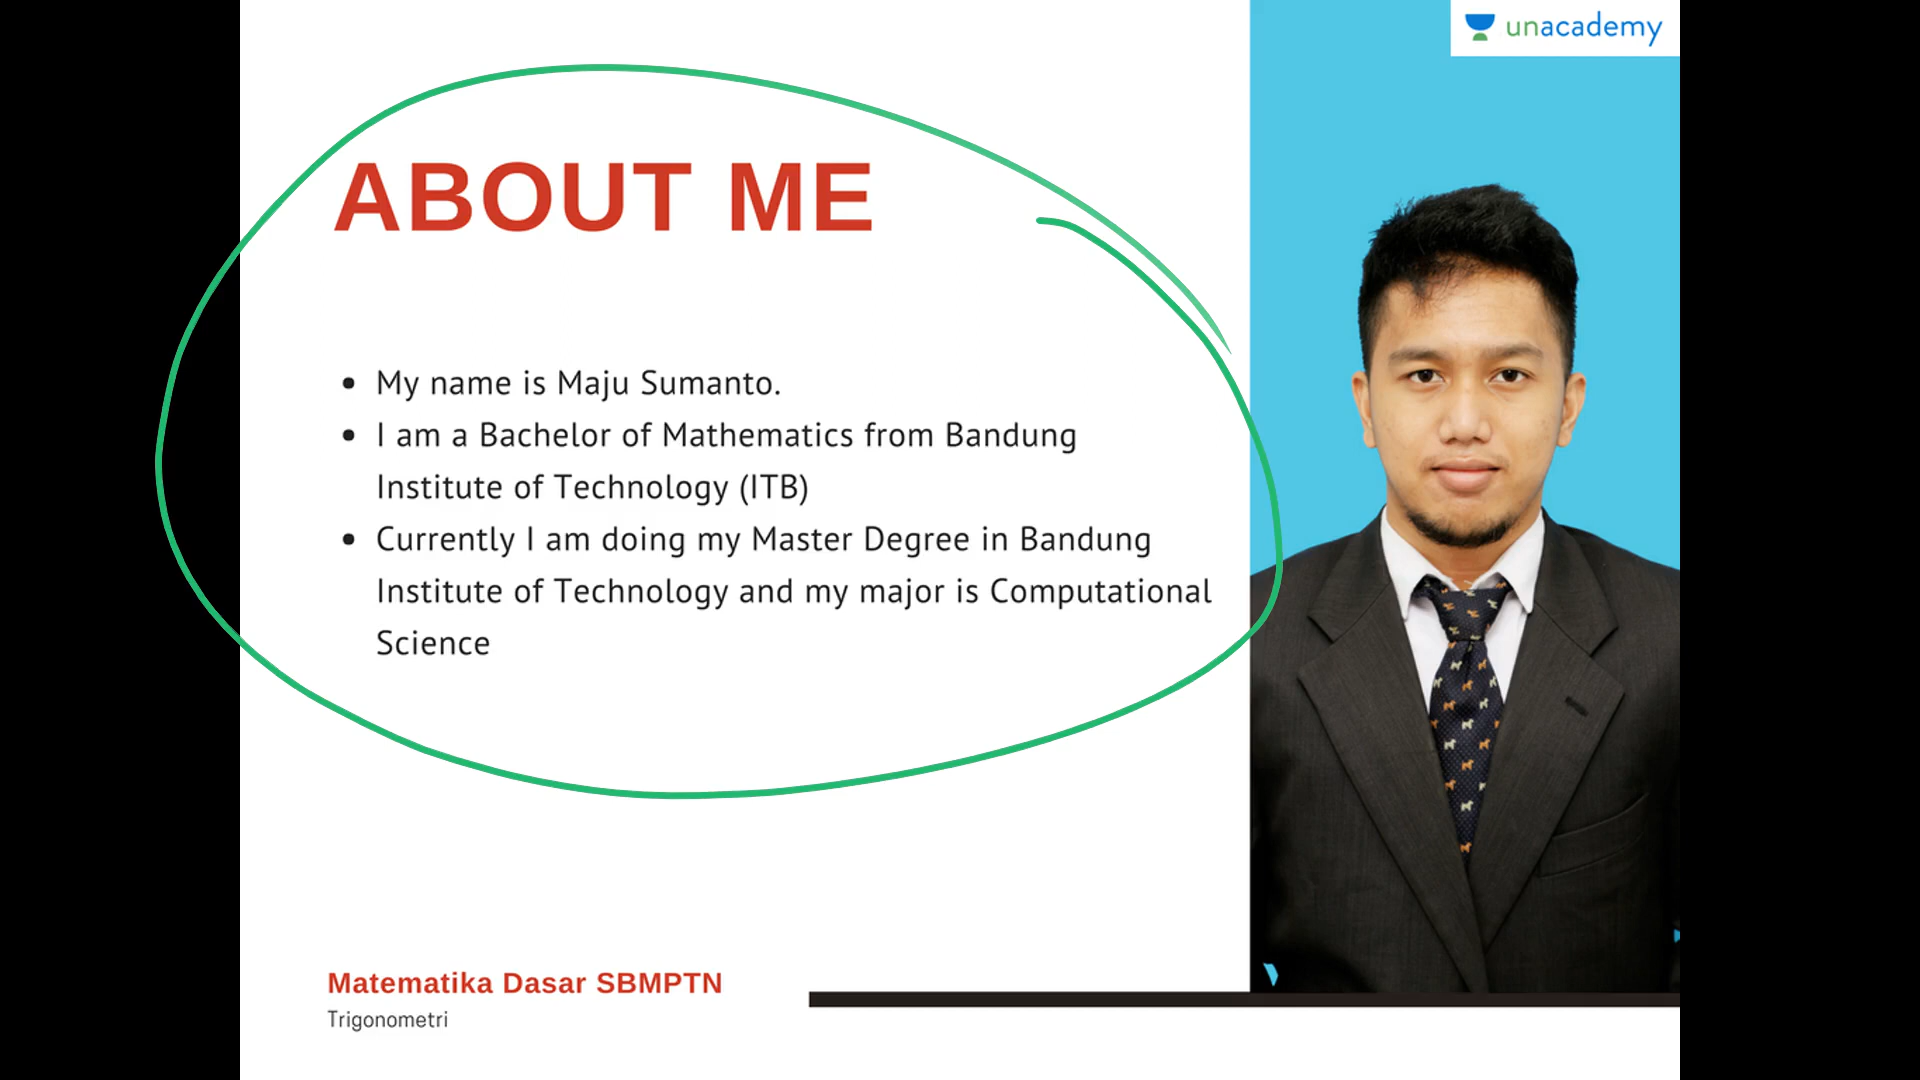 unacademy
ABOUT ME
• My name is Maju Sumanto.
• I am a Bachelor of Mathematics from Bandung
Institute of Technology (ITB)
• Currently I am doing my Master Degree in Bandung
Institute of Technology and my major is Computational
Science
Matematika Dasar SBMPTN
Trigonometri